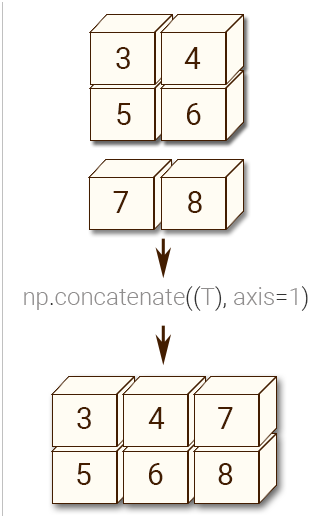 3 4
5 6
7 8
np.concatenate((T), axis=1)
3 4 7
5 6 8